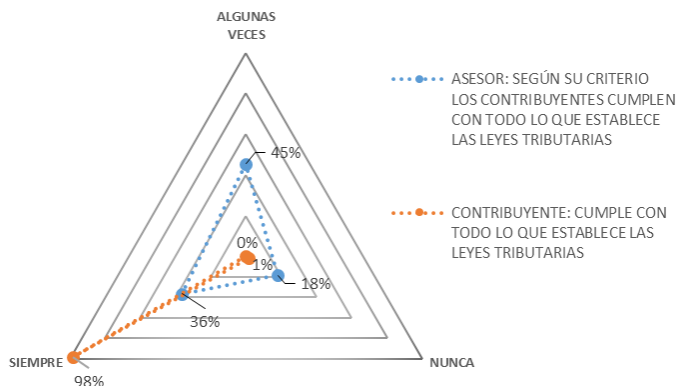 ALGUNAS
VECES
45%
0%
1%
18%
36%
SIEMPRE
98%
NUNCA
ASESOR: SEGÚN SU CRITERIO
LOS CONTRIBUYENTES CUMPLEN
CON TODO LO QUE ESTABLECE
LAS LEYES TRIBUTARIAS
CONTRIBUYENTE: CUMPLE CON
TODO LO QUE ESTABLECE LAS
LEYES TRIBUTARIAS